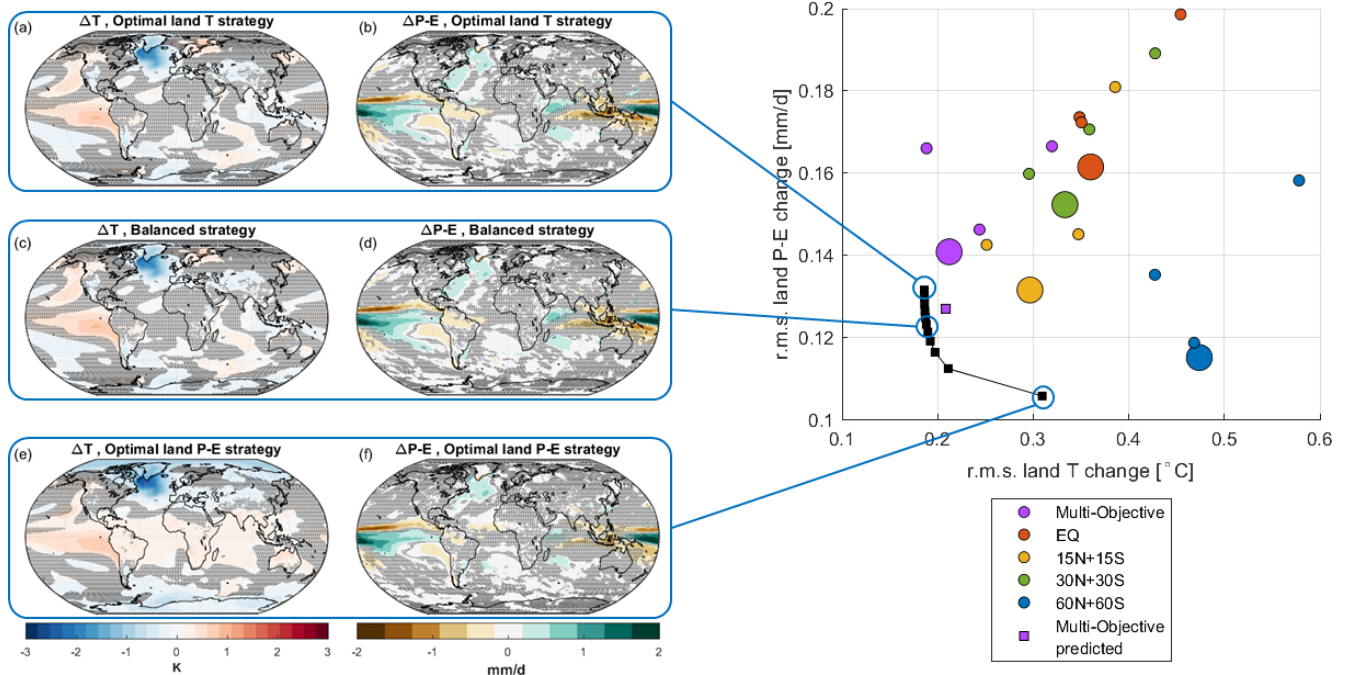 (a) ΔT , Optimal land T strategy
(b) ΔP-E , Optimal land T strategy
(c) ΔT , Balanced strategy
(d) ΔP-E , Balanced strategy
(e) ΔT , Optimal land P-E strategy
(f) ΔP-E , Optimal land P-E strategy
-3 -2 -1 0 1 2 3
K
-2 -1 0 1 2
mm/d
0.2
0.18
0.16
0.14
0.12
0.1
r.m.s. land P-E change [mm/d]
0.1 0.2 0.3 0.4 0.5 0.6
r.m.s. land T change [°C]
Multi-Objective
EQ
15N+15S
30N+30S
60N+60S
Multi-Objective
predicted